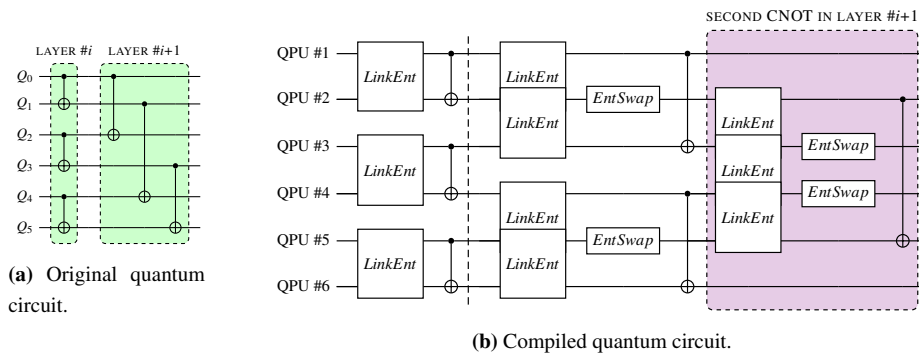 SECOND CNOT IN LAYER #i+1
LAYER #i LAYER #i+1
Q0
Q1
Q2
Q3
Q4
Q5
(a) Original quantum
circuit.
QPU #1
QPU #2
QPU #3
QPU #4
QPU #5
QPU #6
LinkEnt
LinkEnt
LinkEnt
LinkEnt
LinkEnt
LinkEnt
LinkEnt
EntSwap
EntSwap
LinkEnt
LinkEnt
LinkEnt
EntSwap
EntSwap
(b) Compiled quantum circuit.